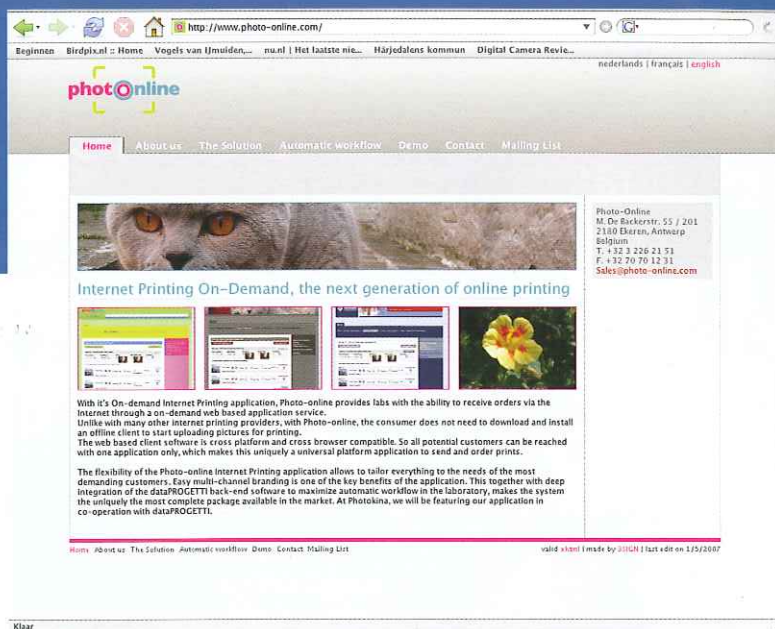 http://www.photo-online.com/
G
Beginnen Birdpix.nl :: Home Vogels van IJmuiden,... nu.nl | Het laatste nie... Härjedalens kommun Digital Camera Revie...
nederlands | français | english
photOnline
Home About us The Solution Automatic workflow Demo Contact Mailing List
Photo-Online
M. De Backerstr. 55 / 201
2180 Ekeren, Antwerp
Belgium
T. +32 3 226 21 51
F. +32 70 70 12 31
Sales@photo-online.com
Internet Printing On-Demand, the next generation of online printing
With it's On-demand Internet Printing application, Photo-online provides labs with the ability to receive orders via the
Internet through a on-demand web based application service.
Unlike with many other internet printing providers, with Photo-online, the consumer does not need to download and install
an offline client to start uploading pictures for printing.
The web based client software is cross platform and cross browser compatible. So all potential customers can be reached
with one application only, which makes this uniquely a universal platform application to send and order prints.
The flexibility of the Photo-online Internet Printing application allows to tailor everything to the needs of the most
demanding customers. Easy multi-channel branding is one of the key benefits of the application. This together with deep
integration of the dataPROGETTI back-end software to maximize automatic workflow in the laboratory, makes the system
the uniquely the most complete package available in the market. At Photokina, we will be featuring our application in
co-operation with dataPROGETTI.
Home About us The Solution Automatic workflow Demo Contact Mailing List
valid xhtml | made by 3SIGN | last edit on 1/5/2007
Klaar